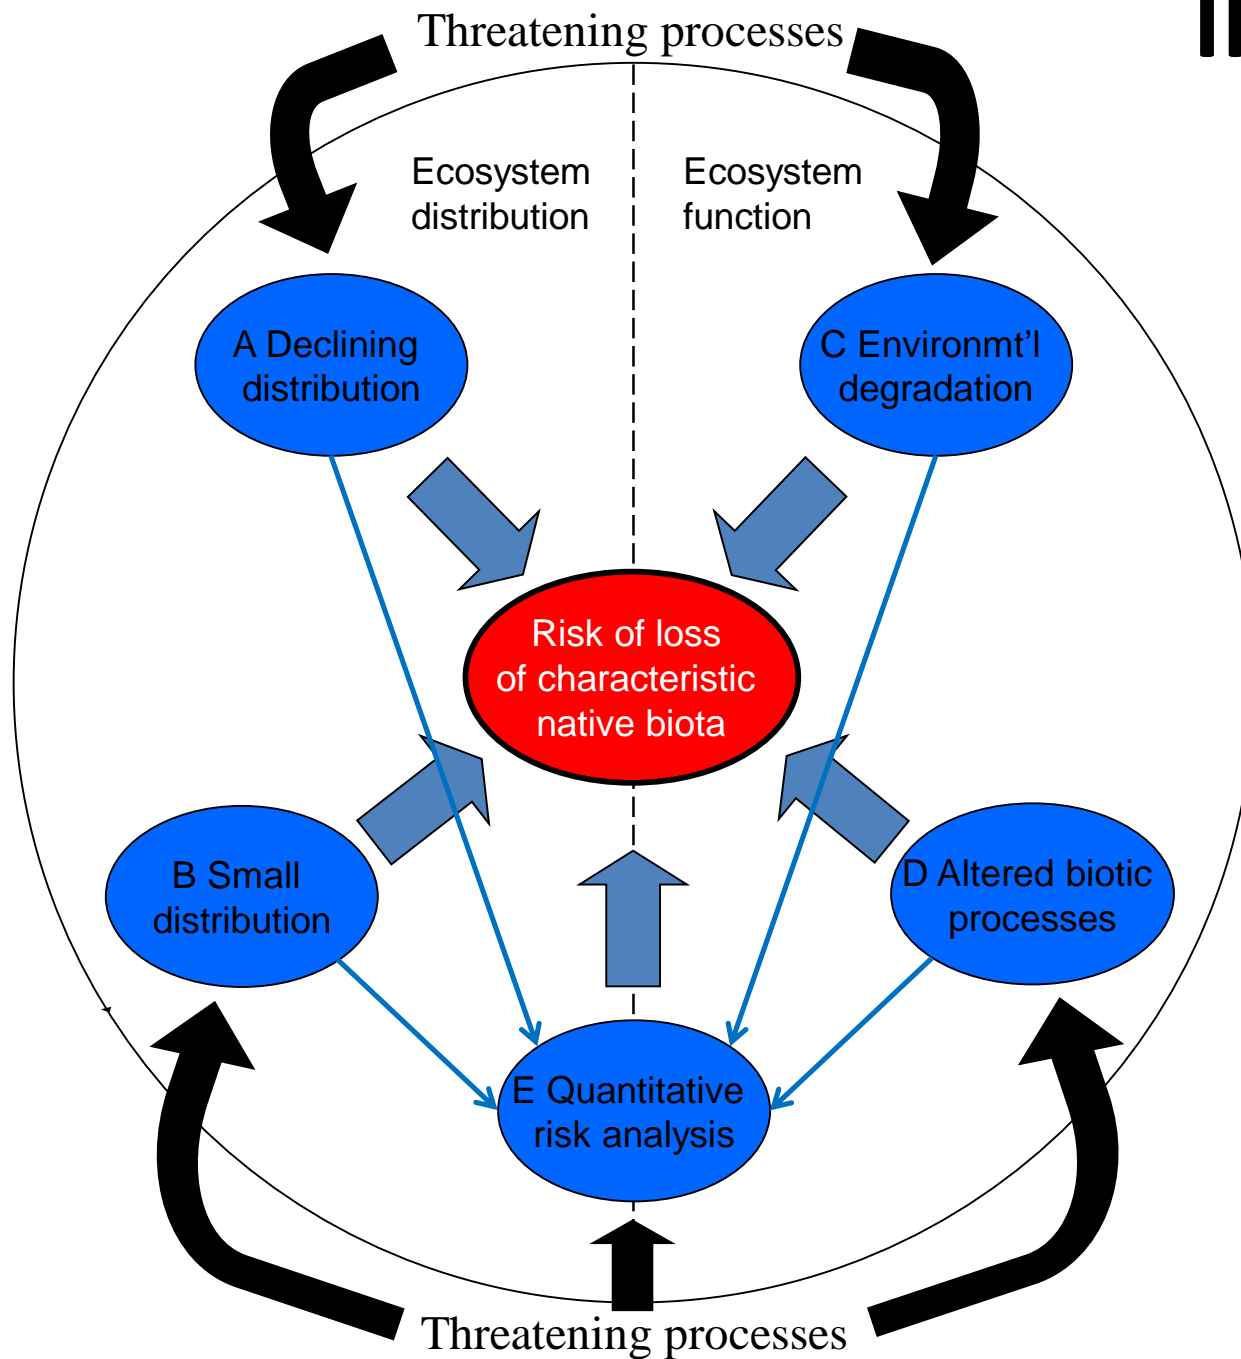 Threatening processes
Ecosystem
distribution
Ecosystem
function
A Declining
distribution
C Environmt'l
degradation
Risk of loss
of characteristic
native biota
B Small
distribution
D Altered biotic
processes
E Quantitative
risk analysis
Threatening processes